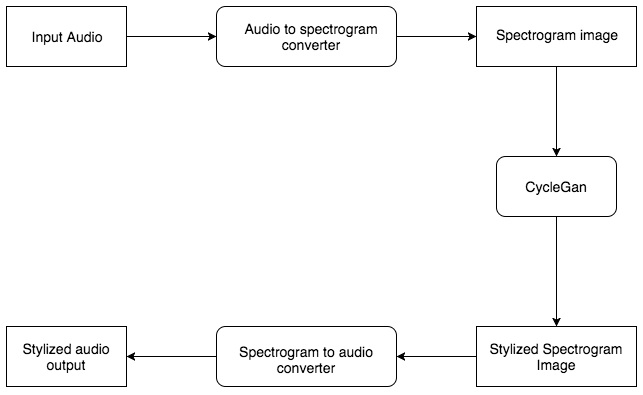 Input Audio
Audio to spectrogram
converter
Spectrogram image
CycleGan
Stylized Spectrogram
Image
Spectrogram to audio
converter
Stylized audio
output